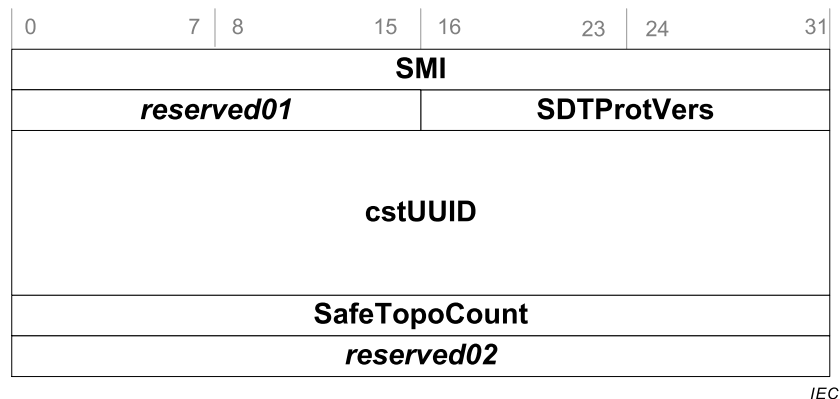 0 7 8 15 16 23 24 31
SMI
reserved01 SDTProtVers
cstUUID
SafeTopoCount
reserved02
IEC